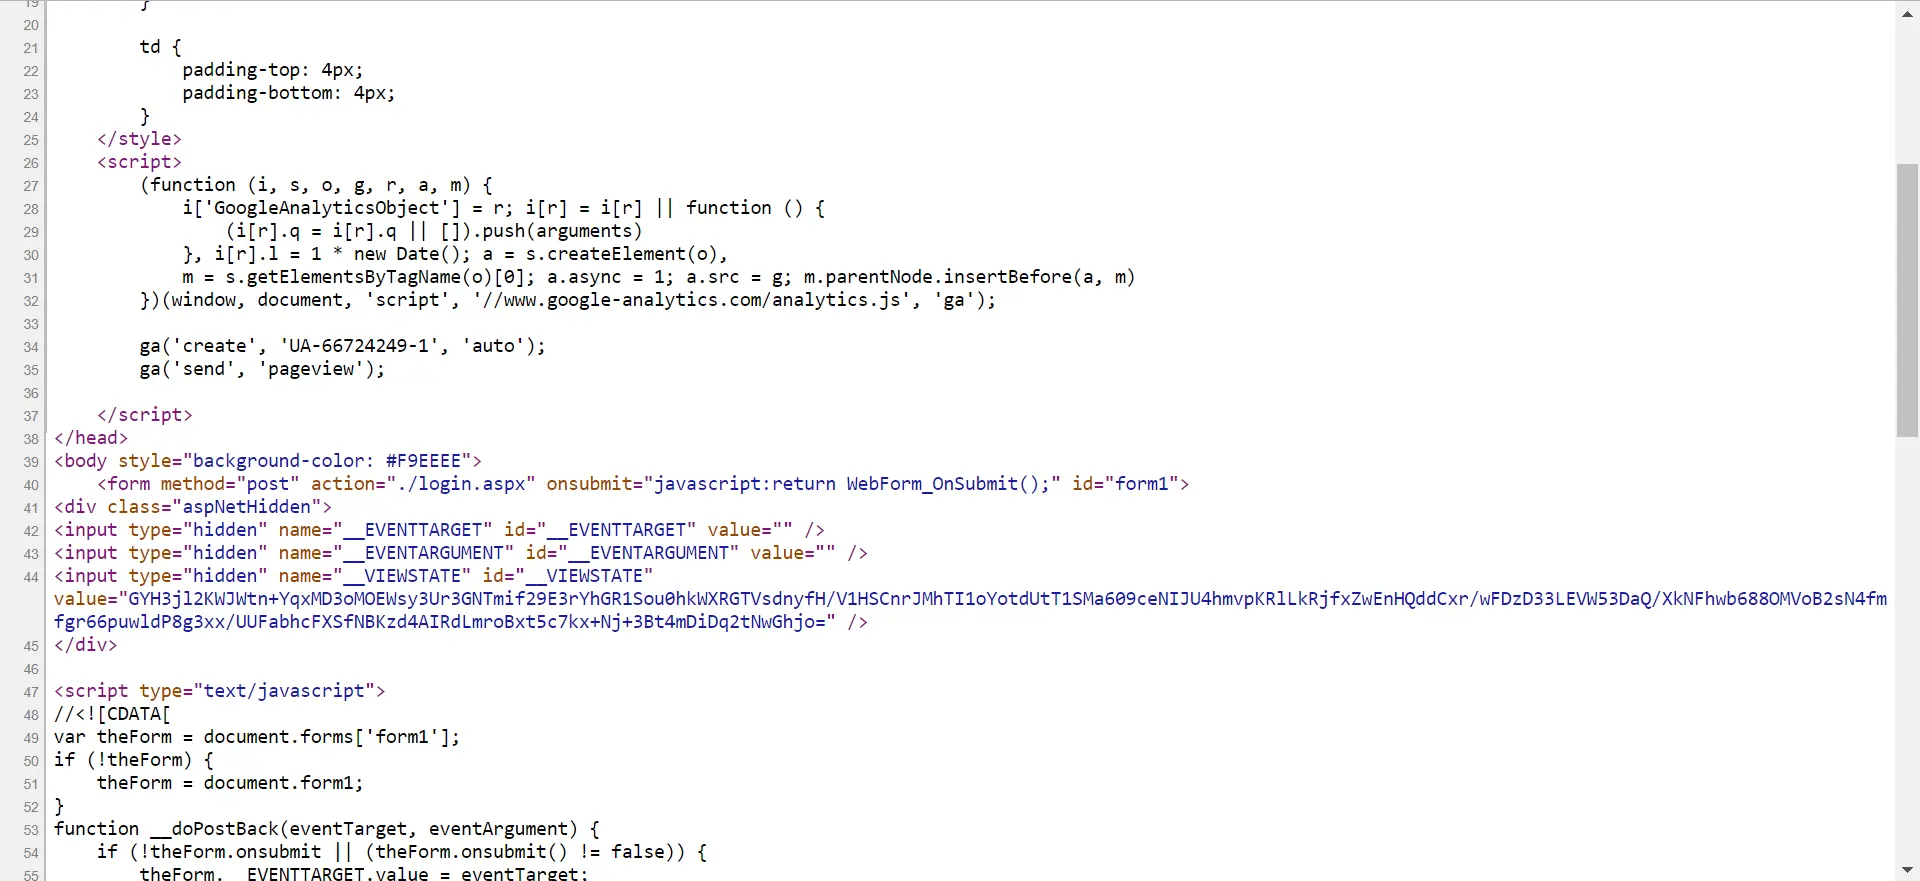 19 }
20
21 td {
22 padding-top: 4px;
23 padding-bottom: 4px;
24 }
25 </style>
26 <script>
27 (function (i, s, o, g, r, a, m) {
28 i['GoogleAnalyticsObject'] = r; i[r] = i[r] || function () {
29 (i[r].q = i[r].q || []).push(arguments)
30 }, i[r].l = 1 * new Date(); a = s.createElement(o),
31 m = s.getElementsByTagName(o)[0]; a.async = 1; a.src = g; m.parentNode.insertBefore(a, m)
32 })(window, document, 'script', '//www.google-analytics.com/analytics.js', 'ga');
33
34 ga('create', 'UA-66724249-1', 'auto');
35 ga('send', 'pageview');
36
37 </script>
38 </head>
39 <body style="background-color: #F9EEEE">
40 <form method="post" action="./login.aspx" onsubmit="javascript:return WebForm_OnSubmit();" id="form1">
41 <div class="aspNetHidden">
42 <input type="hidden" name="__EVENTTARGET" id="__EVENTTARGET" value="" />
43 <input type="hidden" name="__EVENTARGUMENT" id="__EVENTARGUMENT" value="" />
44 <input type="hidden" name="__VIEWSTATE" id="__VIEWSTATE"
value="GYH3jl2KWJWtn+YqxMD3oMOEWsy3Ur3GNTmif29E3rYhGR1Sou0hkWXRGTVsdnyfH/V1HSCnrJMhTI1oYotdUtT1SMa609ceNIJU4hmvpKRlLkRjfxZwEnHQddCxr/wFDzD33LEVW53DaQ/XkNFhwb688OMVoB2sN4fm
fgr66puwldP8g3xx/UUFabhcFXSfNBKzd4AIRdLmroBxt5c7kx+Nj+3Bt4mDiDq2tNwGhjo=" />
45 </div>
46
47 <script type="text/javascript">
48 //<![CDATA[
49 var theForm = document.forms['form1'];
50 if (!theForm) {
51 theForm = document.form1;
52 }
53 function __doPostBack(eventTarget, eventArgument) {
54 if (!theForm.onsubmit || (theForm.onsubmit() != false)) {
55 theForm.__EVENTTARGET.value = eventTarget;